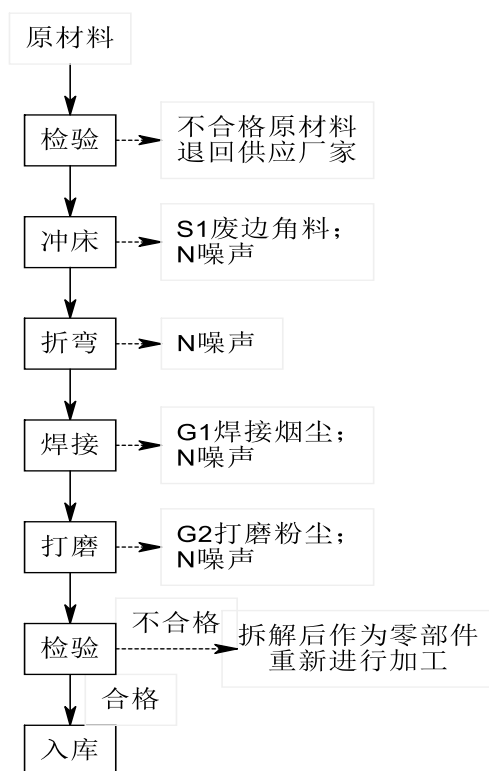 原材料
检验
不合格原材料
退回供应厂家
冲床
S1废边角料；
N噪声
折弯
N噪声
焊接
G1焊接烟尘；
N噪声
打磨
G2打磨粉尘；
N噪声
不合格
检验
拆解后作为零部件
重新进行加工
合格
入库